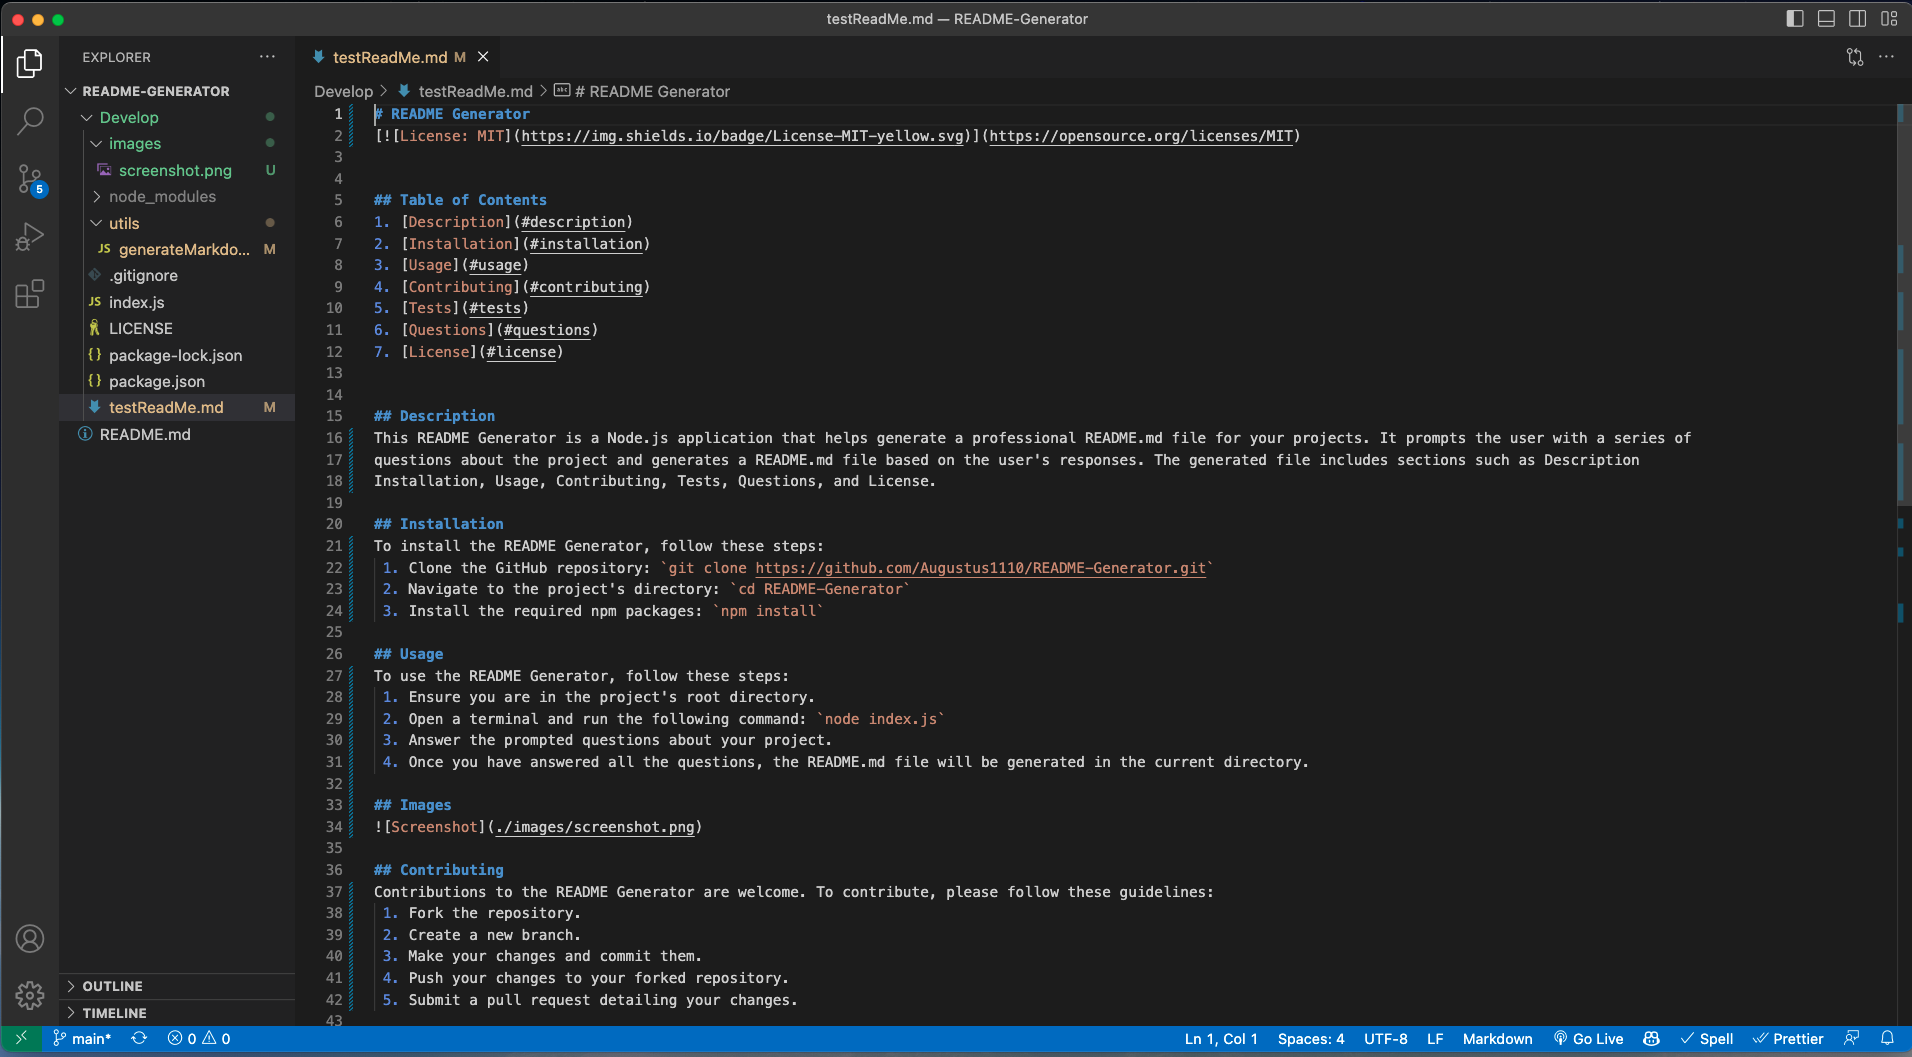 testReadMe.md — README-Generator
EXPLORER
testReadMe.md M
README-GENERATOR
Develop
images
screenshot.png U
node_modules
utils
JS generateMarkdo... M
.gitignore
JS index.js
LICENSE
{} package-lock.json
{} package.json
testReadMe.md M
README.md
5
OUTLINE
TIMELINE
Develop > testReadMe.md > abc # README Generator
1 # README Generator
2 [![License: MIT](https://img.shields.io/badge/License-MIT-yellow.svg)](https://opensource.org/licenses/MIT)
3
4
5 ## Table of Contents
6 1. [Description](#description)
7 2. [Installation](#installation)
8 3. [Usage](#usage)
9 4. [Contributing](#contributing)
10 5. [Tests](#tests)
11 6. [Questions](#questions)
12 7. [License](#license)
13
14
15 ## Description
16 This README Generator is a Node.js application that helps generate a professional README.md file for your projects. It prompts the user with a series of
17 questions about the project and generates a README.md file based on the user's responses. The generated file includes sections such as Description
18 Installation, Usage, Contributing, Tests, Questions, and License.
19
20 ## Installation
21 To install the README Generator, follow these steps:
22 1. Clone the GitHub repository: `git clone https://github.com/Augustus1110/README-Generator.git`
23 2. Navigate to the project's directory: `cd README-Generator`
24 3. Install the required npm packages: `npm install`
25
26 ## Usage
27 To use the README Generator, follow these steps:
28 1. Ensure you are in the project's root directory.
29 2. Open a terminal and run the following command: `node index.js`
30 3. Answer the prompted questions about your project.
31 4. Once you have answered all the questions, the README.md file will be generated in the current directory.
32
33 ## Images
34 ![Screenshot](./images/screenshot.png)
35
36 ## Contributing
37 Contributions to the README Generator are welcome. To contribute, please follow these guidelines:
38 1. Fork the repository.
39 2. Create a new branch.
40 3. Make your changes and commit them.
41 4. Push your changes to your forked repository.
42 5. Submit a pull request detailing your changes.
43
main* 0 0 Ln 1, Col 1 Spaces: 4 UTF-8 LF Markdown Go Live Spell Prettier